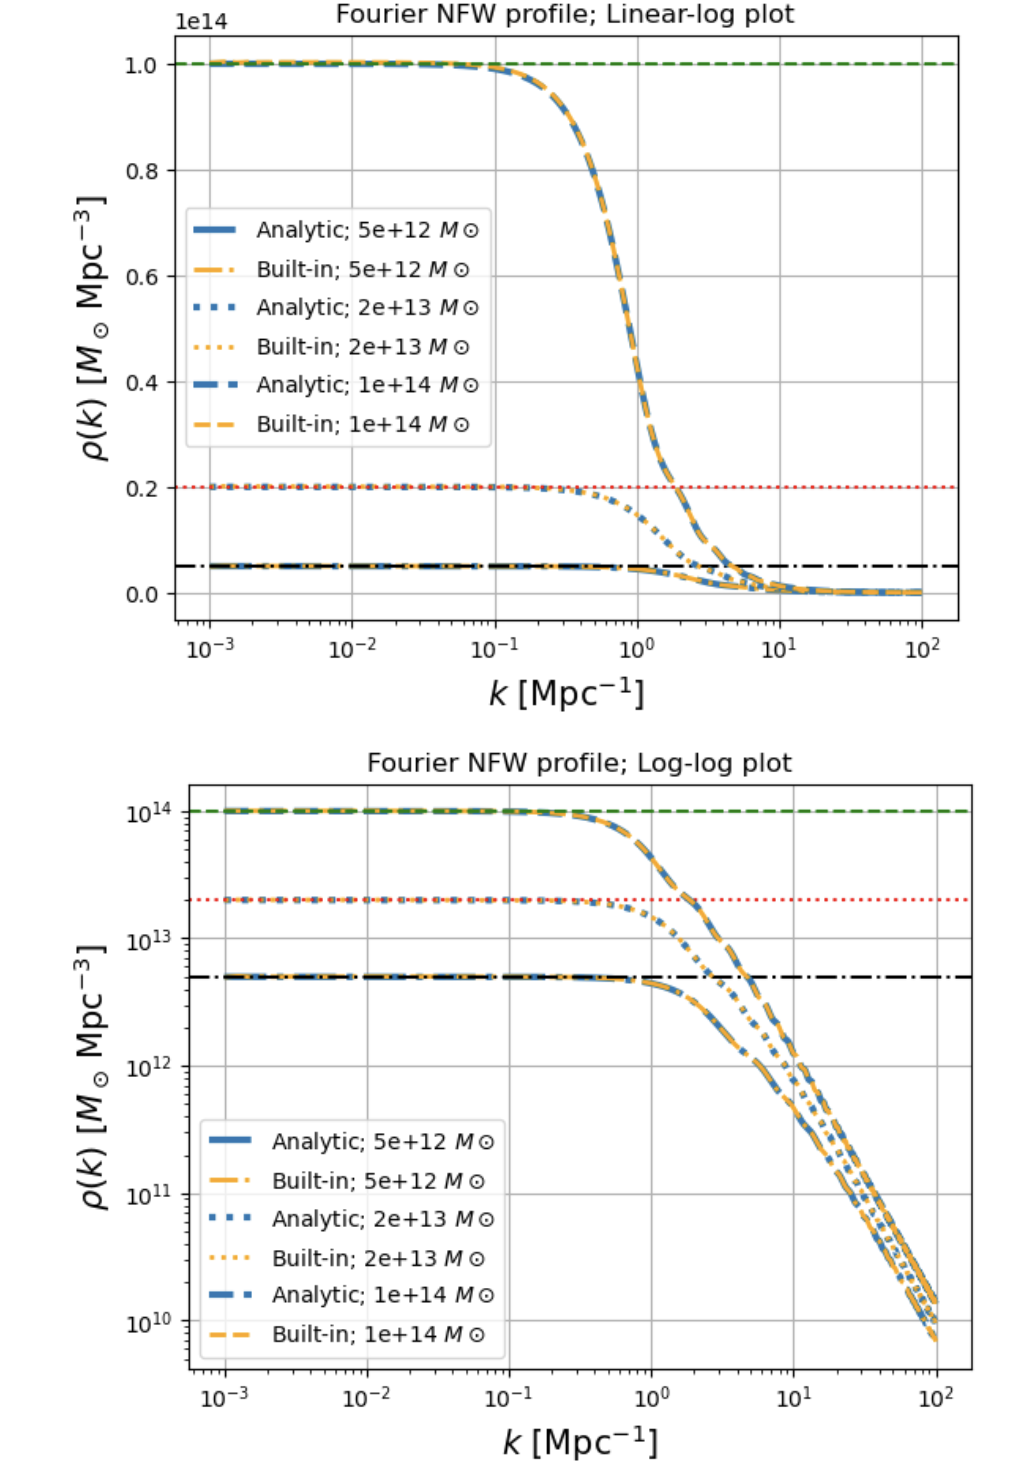 Fourier NFW profile; Linear-log plot
1e14
1.0
0.8
0.6
0.4
0.2
0.0
ρ(k) [M⊙ Mpc⁻³]
Analytic; 5e+12 M⊙
Built-in; 5e+12 M⊙
Analytic; 2e+13 M⊙
Built-in; 2e+13 M⊙
Analytic; 1e+14 M⊙
Built-in; 1e+14 M⊙
10⁻³ 10⁻² 10⁻¹ 10⁰ 10¹ 10²
k [Mpc⁻¹]
Fourier NFW profile; Log-log plot
10¹⁴
10¹³
10¹²
10¹¹
10¹⁰
ρ(k) [M⊙ Mpc⁻³]
Analytic; 5e+12 M⊙
Built-in; 5e+12 M⊙
Analytic; 2e+13 M⊙
Built-in; 2e+13 M⊙
Analytic; 1e+14 M⊙
Built-in; 1e+14 M⊙
10⁻³ 10⁻² 10⁻¹ 10⁰ 10¹ 10²
k [Mpc⁻¹]